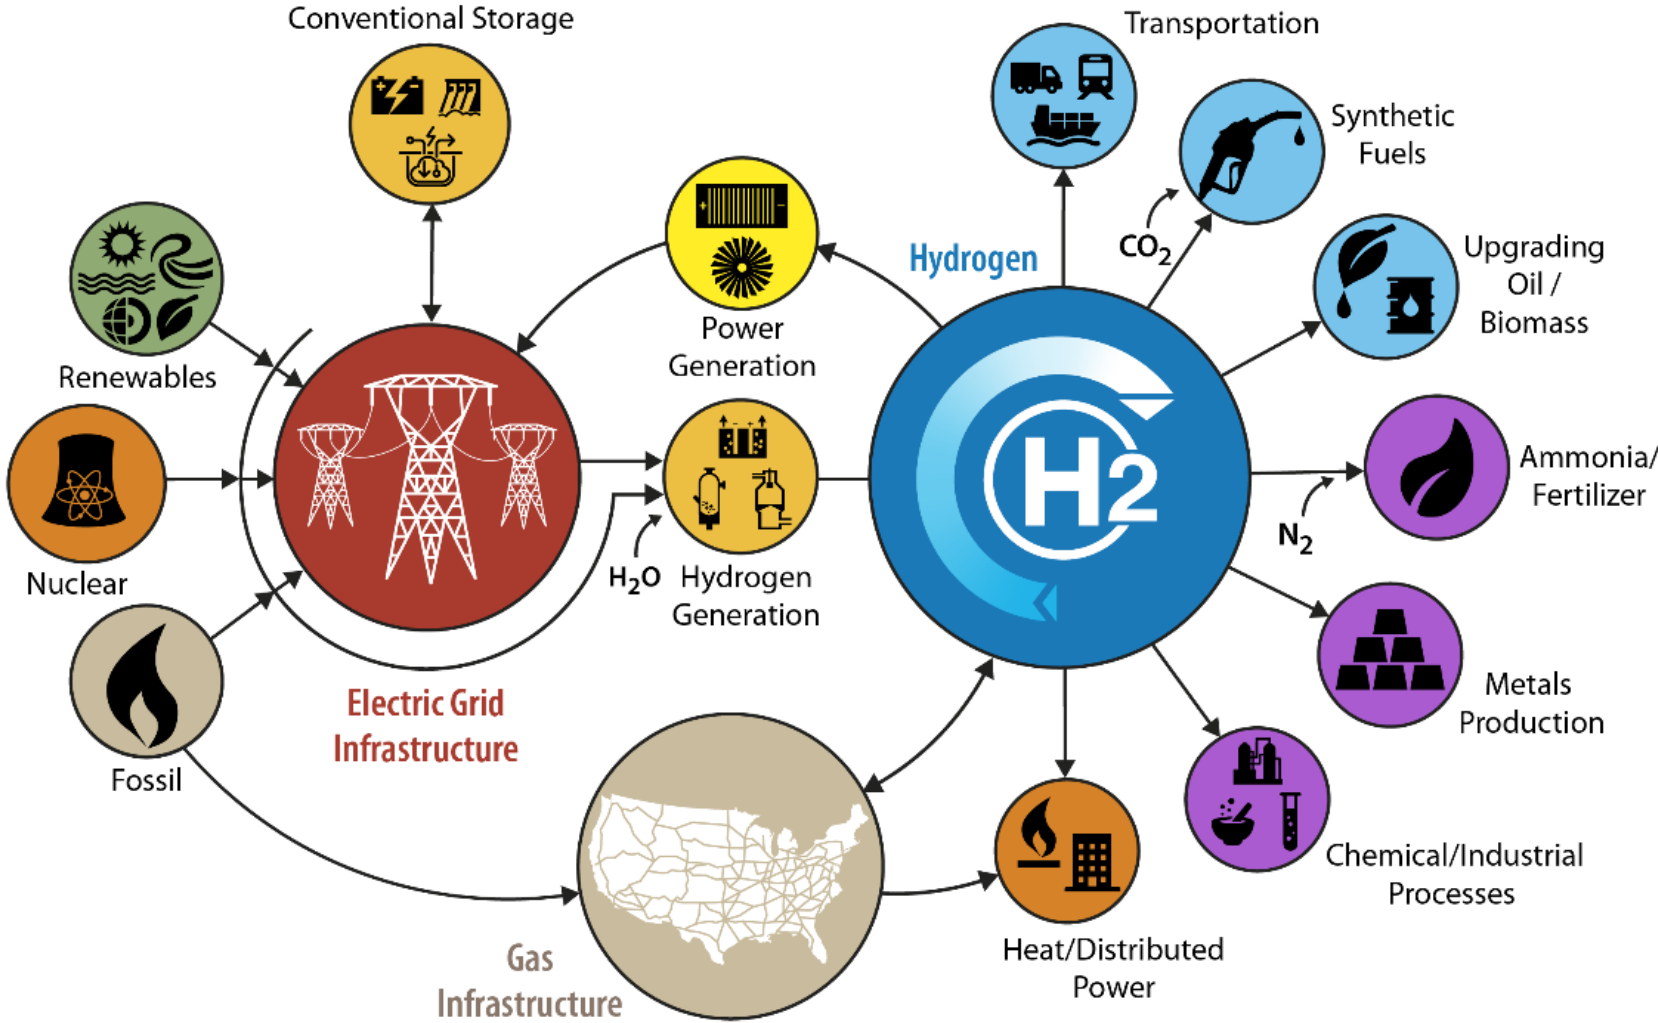 Conventional Storage
Transportation
Synthetic
Fuels
CO2
Hydrogen
Upgrading
Oil /
Biomass
Renewables
Power
Generation
H2
Ammonia/
Fertilizer
N2
Nuclear
H2O
Hydrogen
Generation
Electric Grid
Infrastructure
Metals
Production
Fossil
Chemical/Industrial
Processes
Heat/Distributed
Power
Gas
Infrastructure